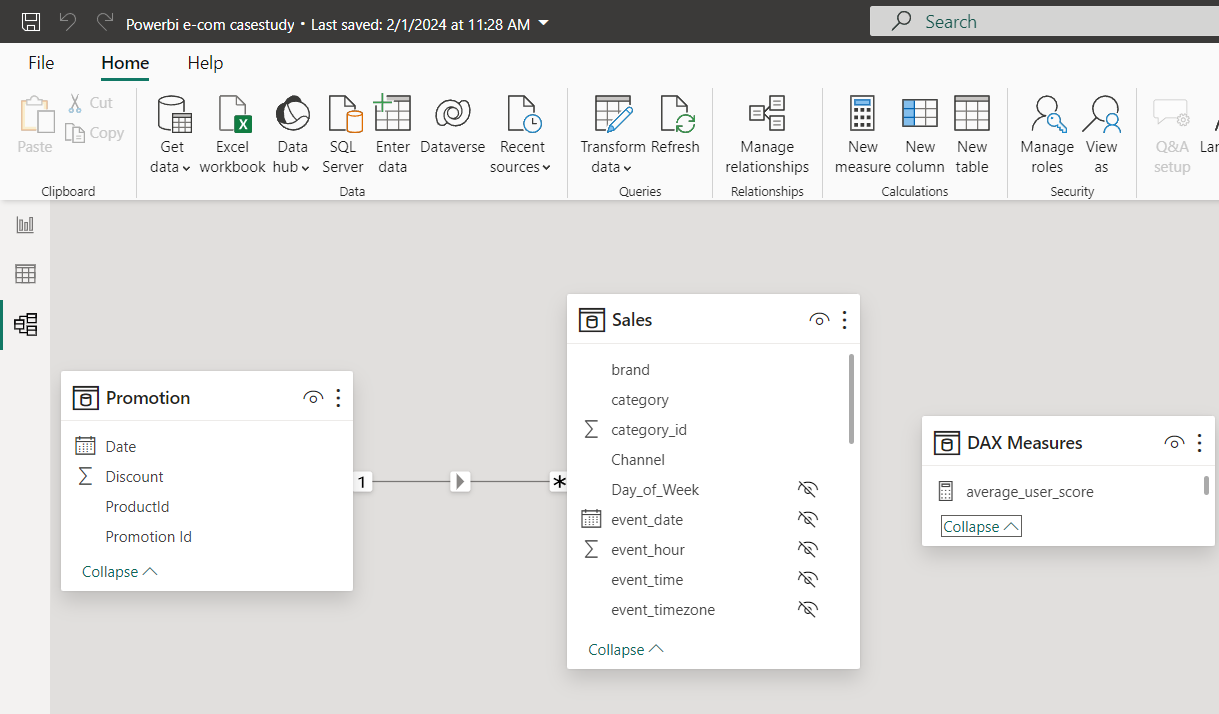 Powerbi e-com casestudy • Last saved: 2/1/2024 at 11:28 AM
Search
File Home Help
Paste
Cut
Copy
Clipboard
Get data
Excel workbook
Data hub
SQL Server
Enter data
Dataverse
Recent sources
Data
Transform data
Refresh
Queries
Manage relationships
Relationships
New measure
New column
New table
Calculations
Manage roles
View as
Security
Q&A setup
Lan
Promotion
Date
Discount
ProductId
Promotion Id
Collapse
1
*
Sales
brand
category
category_id
Channel
Day_of_Week
event_date
event_hour
event_time
event_timezone
Collapse
DAX Measures
average_user_score
Collapse